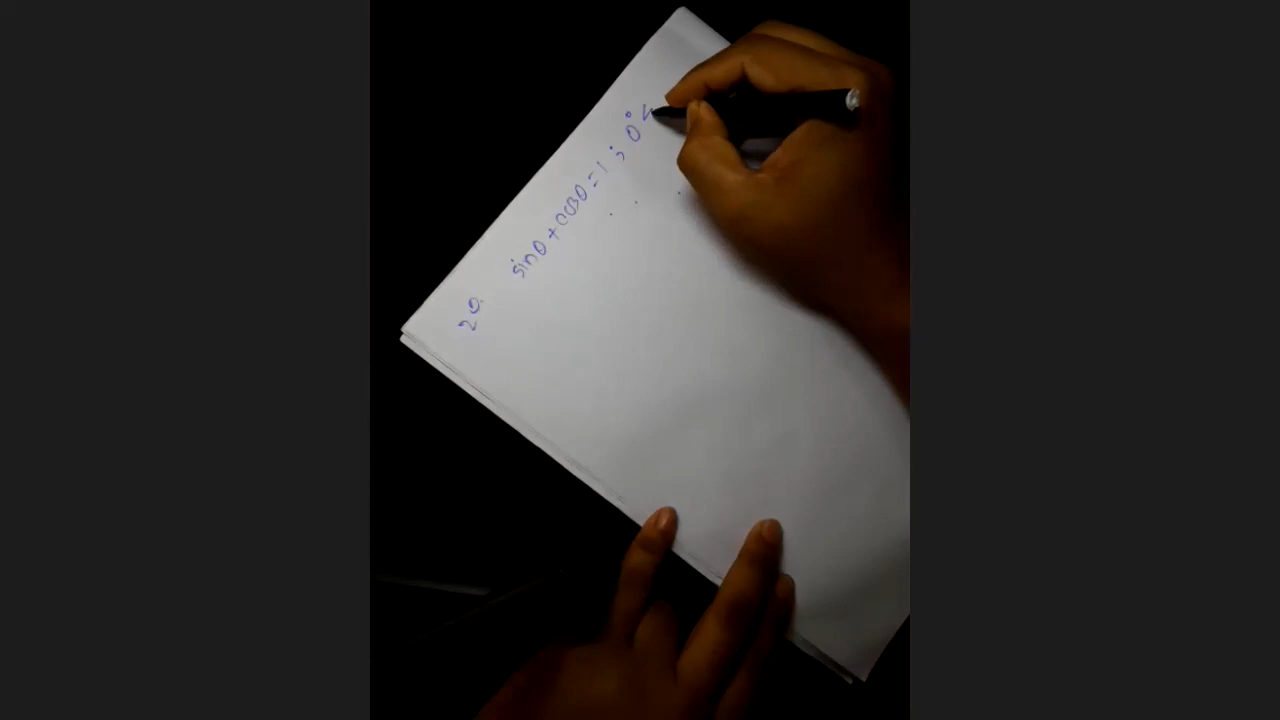 20. sinθ + cosθ = 1 ; 0° <